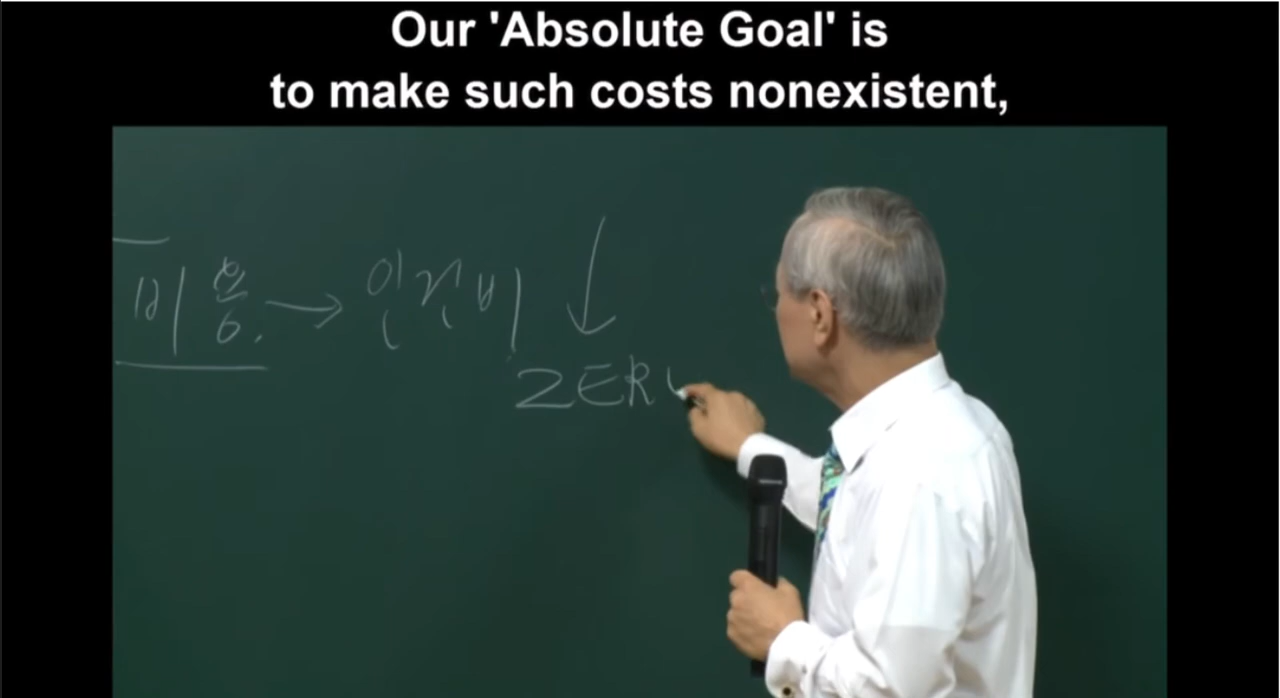 Our 'Absolute Goal' is
to make such costs nonexistent,
비용. → 인건비 ↓
ZER